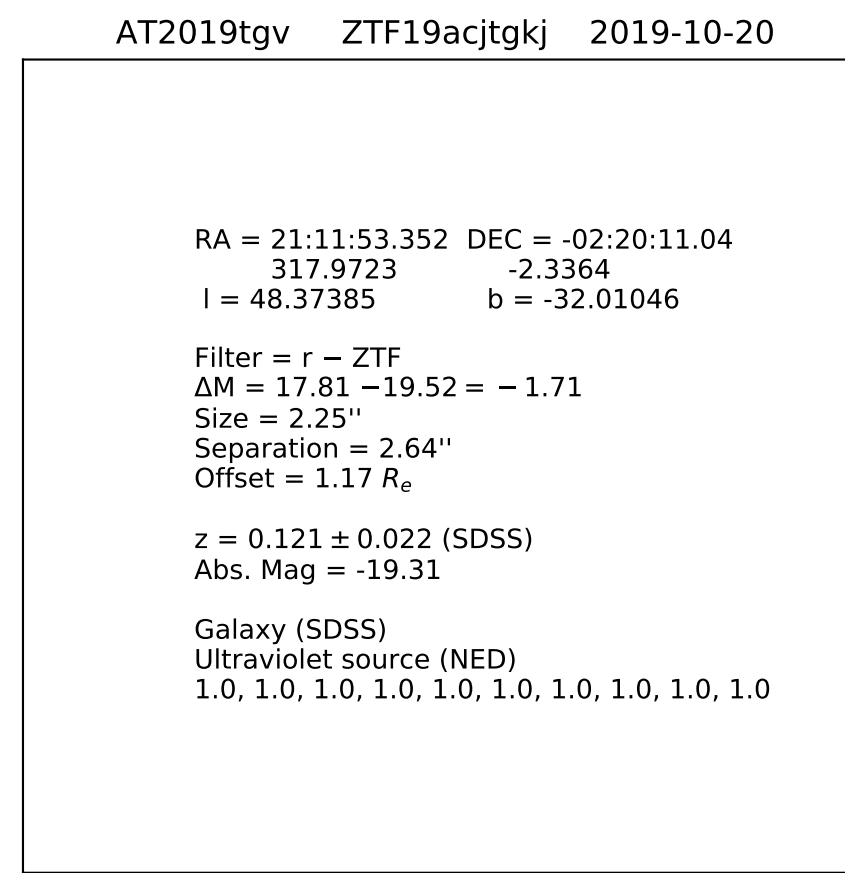 AT2019tgv ZTF19acjtgkj 2019-10-20
RA = 21:11:53.352 DEC = -02:20:11.04
317.9723 -2.3364
l = 48.37385 b = -32.01046
Filter = r − ZTF
ΔM = 17.81 −19.52 = − 1.71
Size = 2.25''
Separation = 2.64''
Offset = 1.17 Rₑ
z = 0.121 ± 0.022 (SDSS)
Abs. Mag = -19.31
Galaxy (SDSS)
Ultraviolet source (NED)
1.0, 1.0, 1.0, 1.0, 1.0, 1.0, 1.0, 1.0, 1.0, 1.0